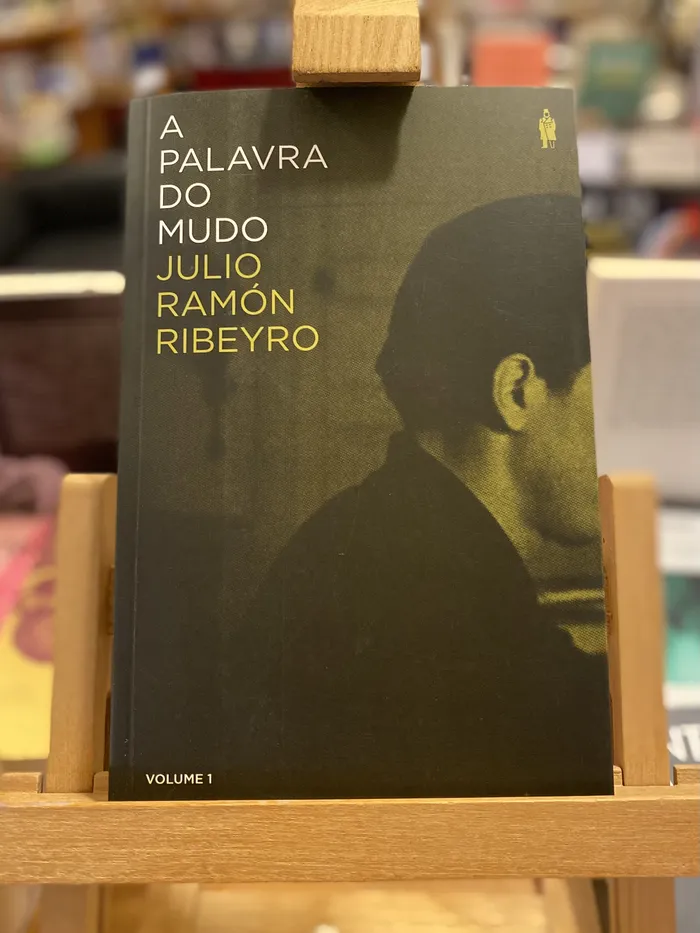 A
PALAVRA
DO
MUDO
JULIO
RAMÓN
RIBEYRO
VOLUME 1